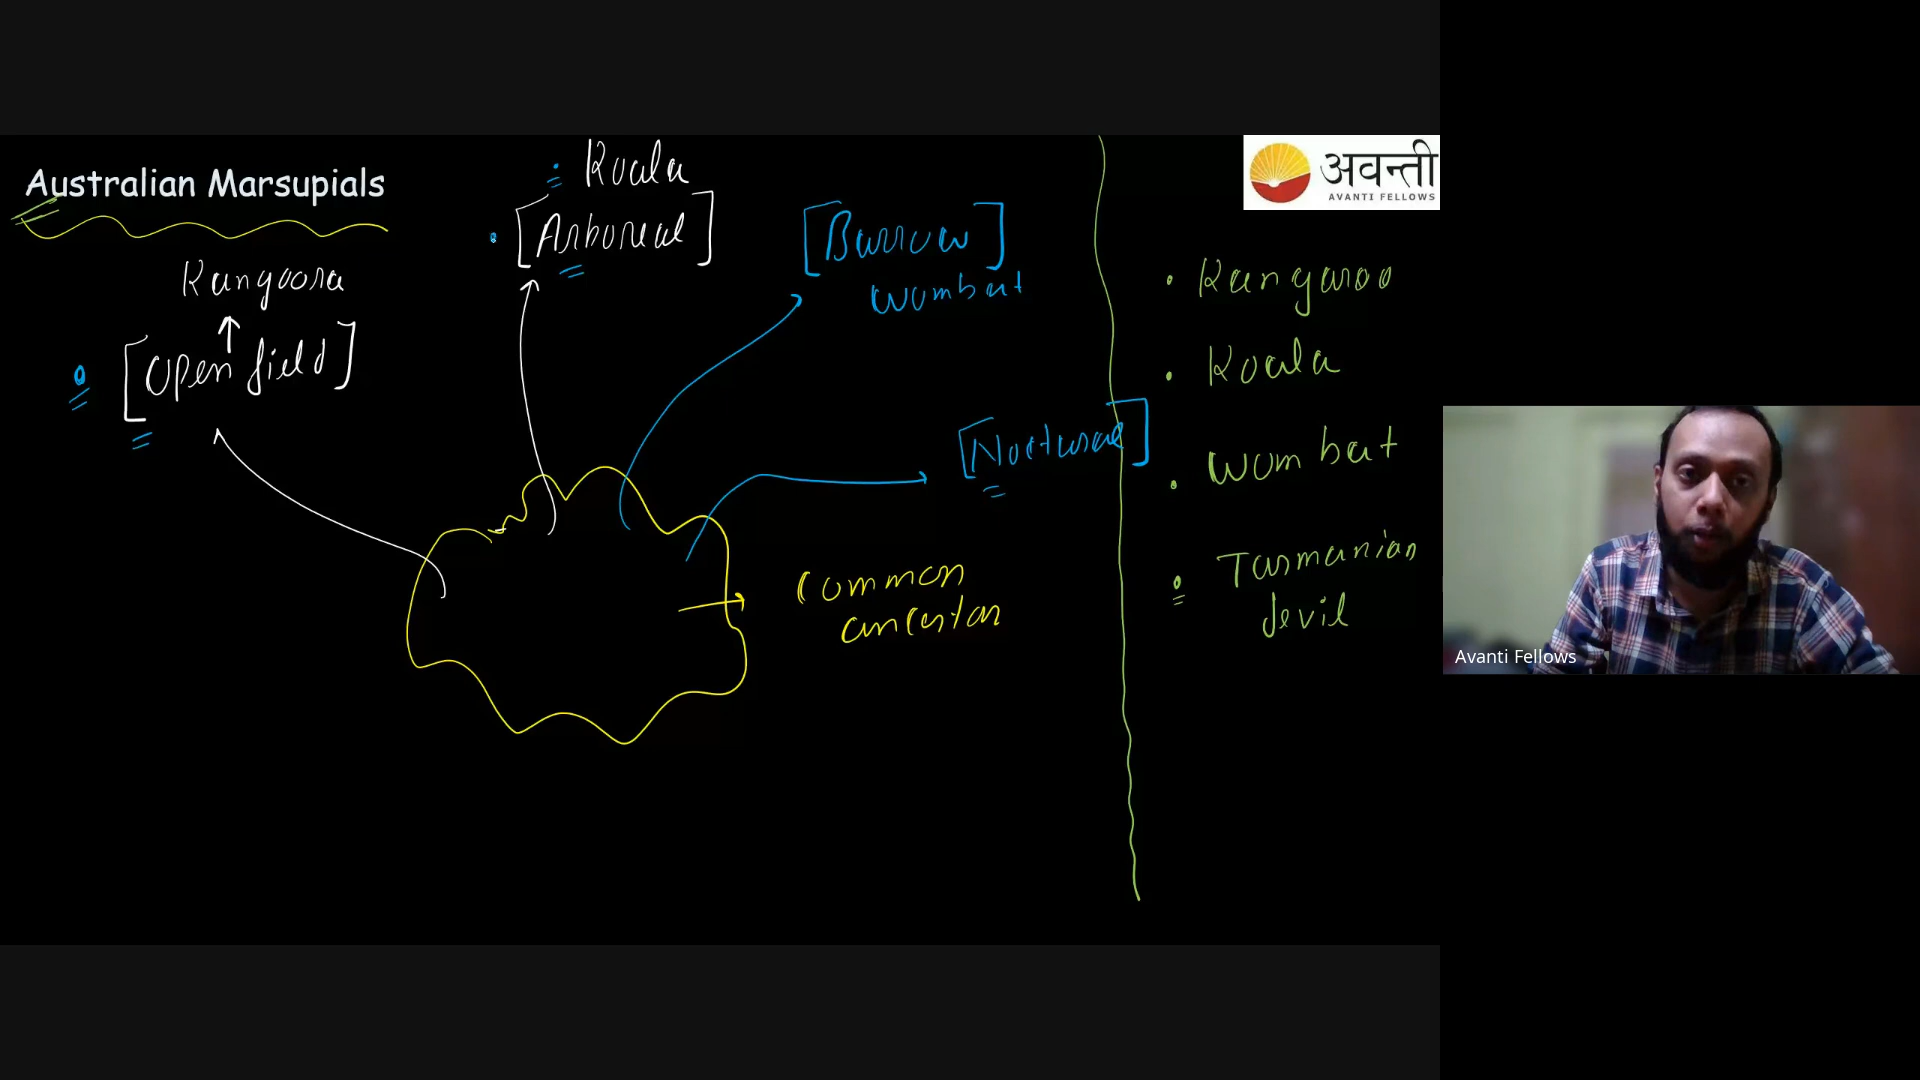 Australian Marsupials
Koala
[Arboreal]
[Burrow]
Wombat
Kangoora
[Open field]
[Nocturnal]
Common
ancestor
अवन्ती
AVANTI FELLOWS
Kangaroo
Koala
Wombat
Tasmanian
devil
Avanti Fellows